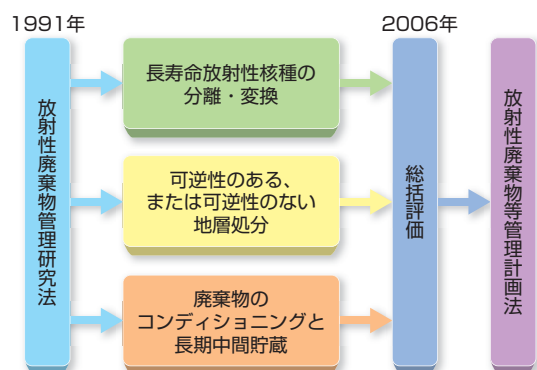 1991年
2006年
放射性廃棄物管理研究法
長寿命放射性核種の
分離・変換
可逆性のある、
または可逆性のない
地層処分
廃棄物の
コンディショニングと
長期中間貯蔵
総括評価
放射性廃棄物等管理計画法